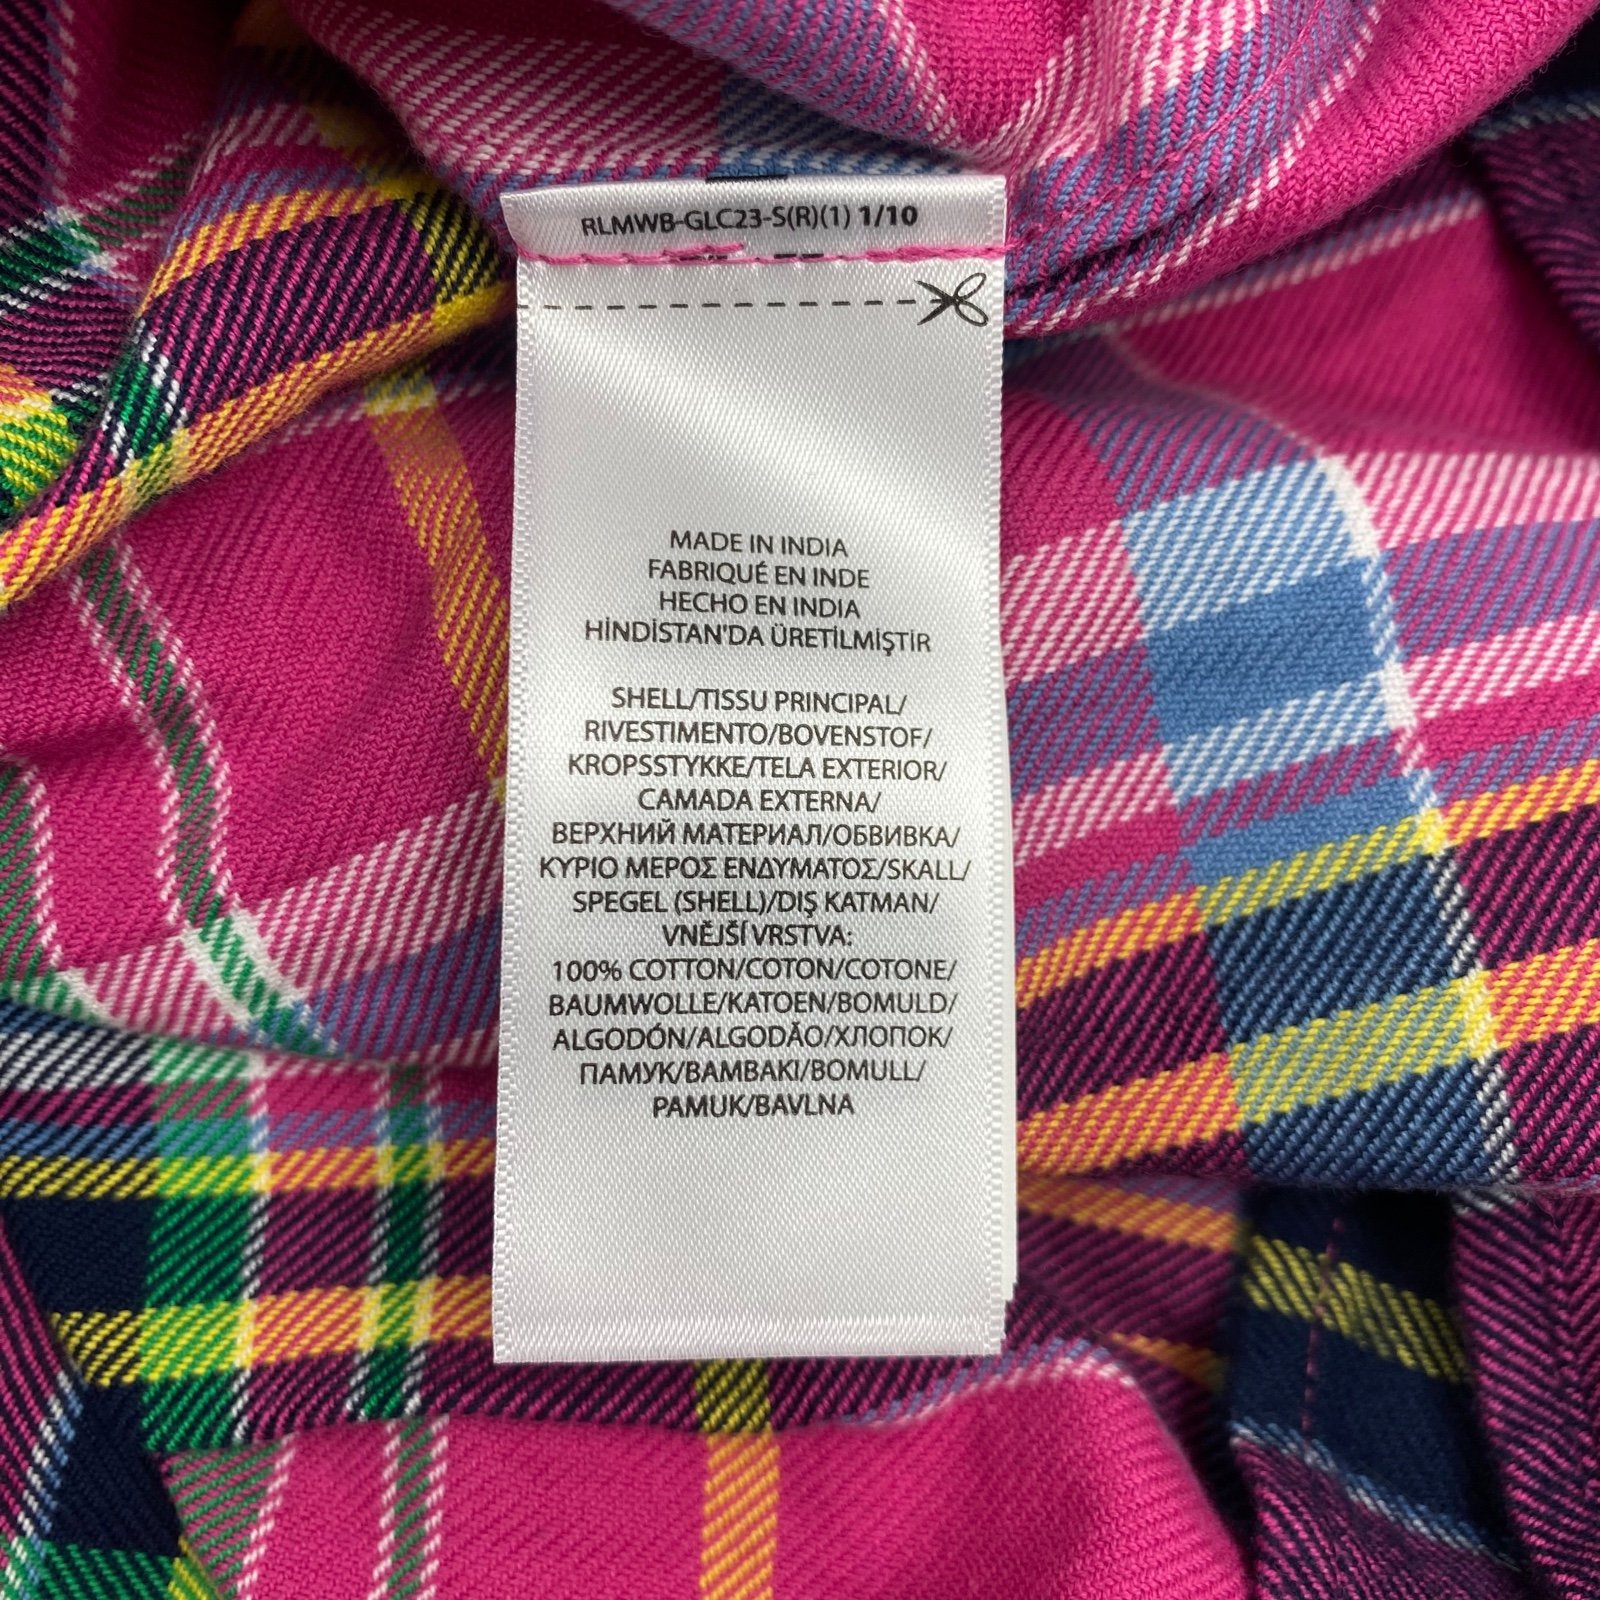 RLMWB-GLC23-S(R)(1) 1/10
MADE IN INDIA
FABRIQUÉ EN INDE
HECHO EN INDIA
HİNDİSTAN'DA ÜRETİLMİŞTİR
SHELL/TISSU PRINCIPAL/
RIVESTIMENTO/BOVENSTOF/
KROPSSTYKKE/TELA EXTERIOR/
CAMADA EXTERNA/
ВЕРХНИЙ МАТЕРИАЛ/ОБВИВКА/
ΚΥΡΙΟ ΜΕΡΟΣ ΕΝΔΥΜΑΤΟΣ/SKALL/
SPEGEL (SHELL)/DIŞ KATMAN/
VNĚJŠÍ VRSTVA:
100% COTTON/COTON/COTONE/
BAUMWOLLE/KATOEN/BOMULD/
ALGODÓN/ALGODÃO/ХЛОПОК/
ПАМУК/ΒΑΜΒΑΚΙ/BOMULL/
PAMUK/BAVLNA